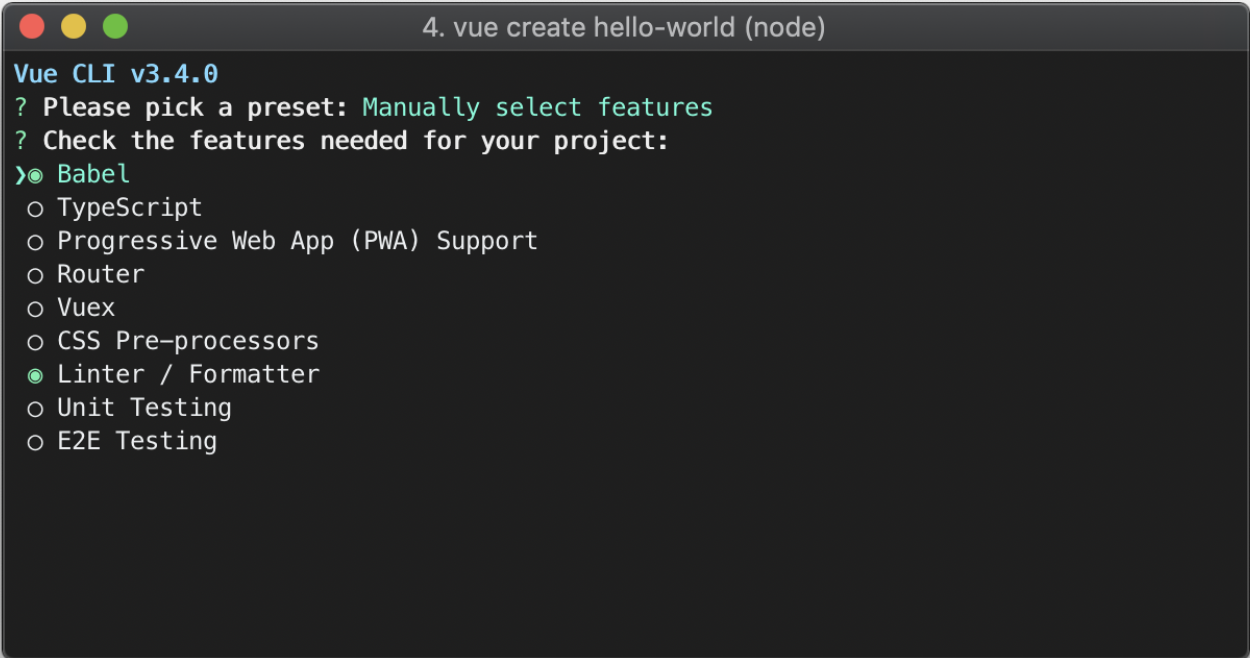 4. vue create hello-world (node)
Vue CLI v3.4.0
? Please pick a preset: Manually select features
? Check the features needed for your project:
❯◉ Babel
◯ TypeScript
◯ Progressive Web App (PWA) Support
◯ Router
◯ Vuex
◯ CSS Pre-processors
◉ Linter / Formatter
◯ Unit Testing
◯ E2E Testing